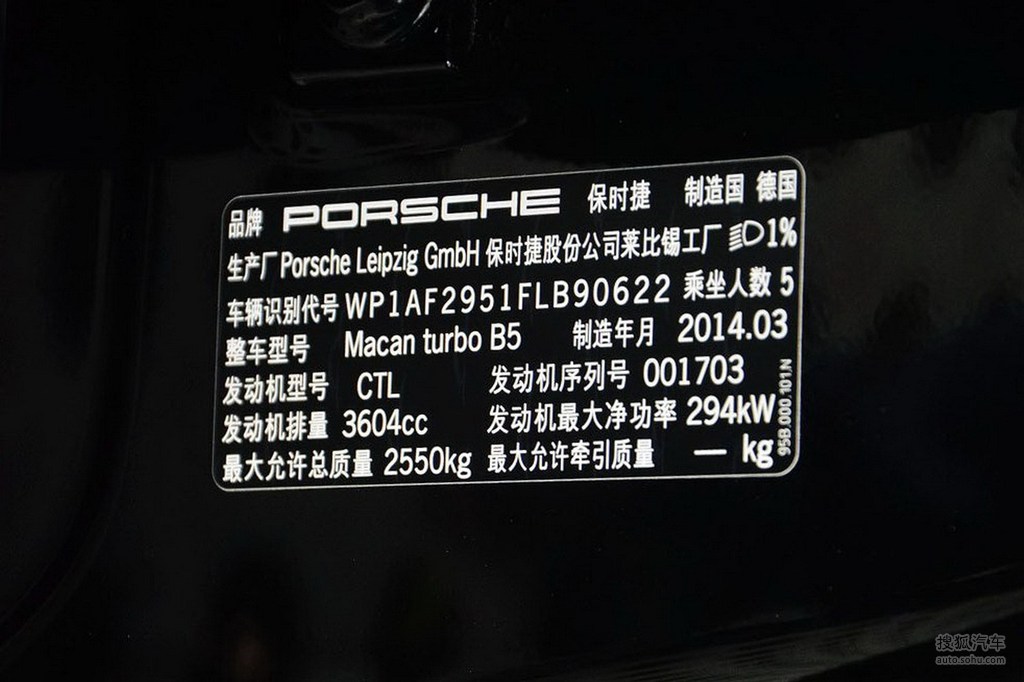 品牌 PORSCHE 保时捷 制造国 德国
生产厂 Porsche Leipzig GmbH 保时捷股份公司莱比锡工厂 1%
车辆识别代号 WP1AF2951FLB90622 乘坐人数 5
整车型号 Macan turbo B5 制造年月 2014.03
发动机型号 CTL 发动机序列号 001703
发动机排量 3604cc 发动机最大净功率 294kW
最大允许总质量 2550kg 最大允许牵引质量 — kg
95B.000.101.N
搜狐汽车
auto.sohu.com